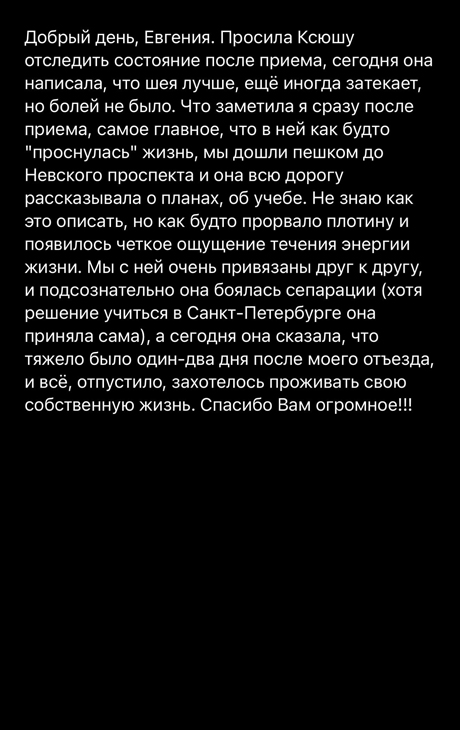 Добрый день, Евгения. Просила Ксюшу
отследить состояние после приема, сегодня она
написала, что шея лучше, ещё иногда затекает,
но болей не было. Что заметила я сразу после
приема, самое главное, что в ней как будто
"проснулась" жизнь, мы дошли пешком до
Невского проспекта и она всю дорогу
рассказывала о планах, об учебе. Не знаю как
это описать, но как будто прорвало плотину и
появилось четкое ощущение течения энергии
жизни. Мы с ней очень привязаны друг к другу,
и подсознательно она боялась сепарации (хотя
решение учиться в Санкт-Петербурге она
приняла сама), а сегодня она сказала, что
тяжело было один-два дня после моего отъезда,
и всё, отпустило, захотелось проживать свою
собственную жизнь. Спасибо Вам огромное!!!